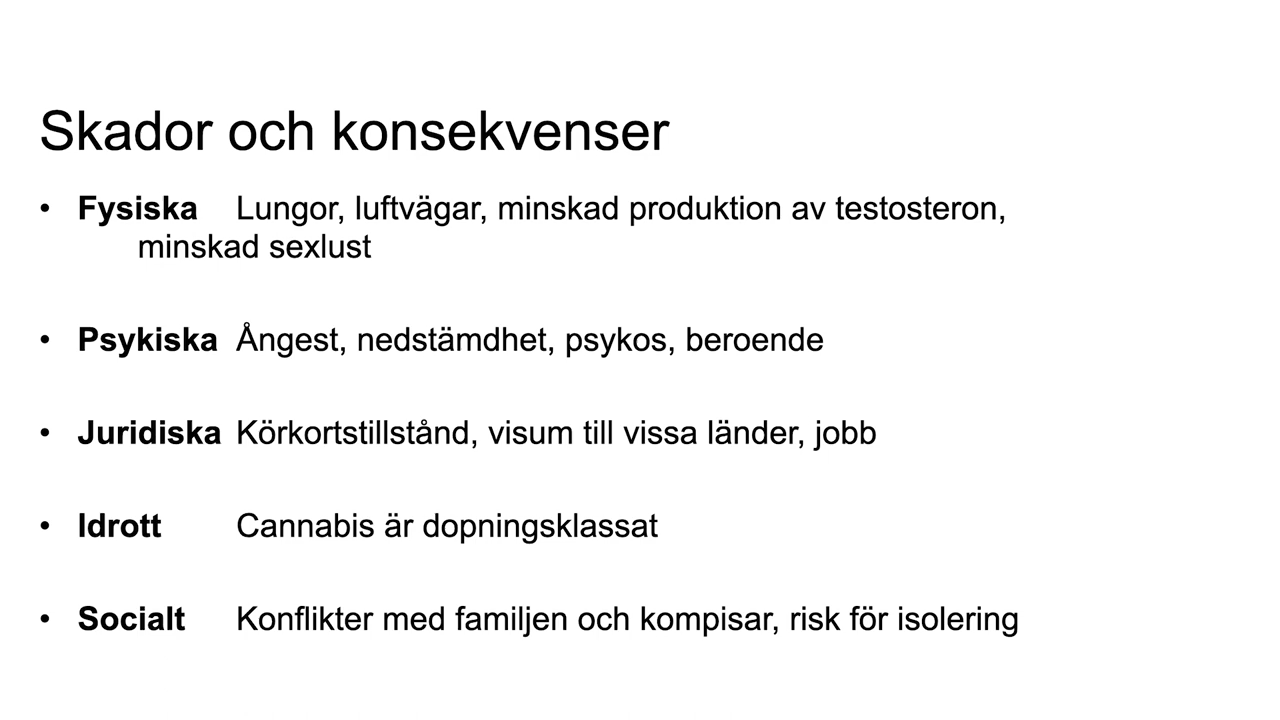 Skador och konsekvenser
• Fysiska Lungor, luftvägar, minskad produktion av testosteron,
minskad sexlust
• Psykiska Ångest, nedstämdhet, psykos, beroende
• Juridiska Körkortstillstånd, visum till vissa länder, jobb
• Idrott Cannabis är dopningsklassat
• Socialt Konflikter med familjen och kompisar, risk för isolering